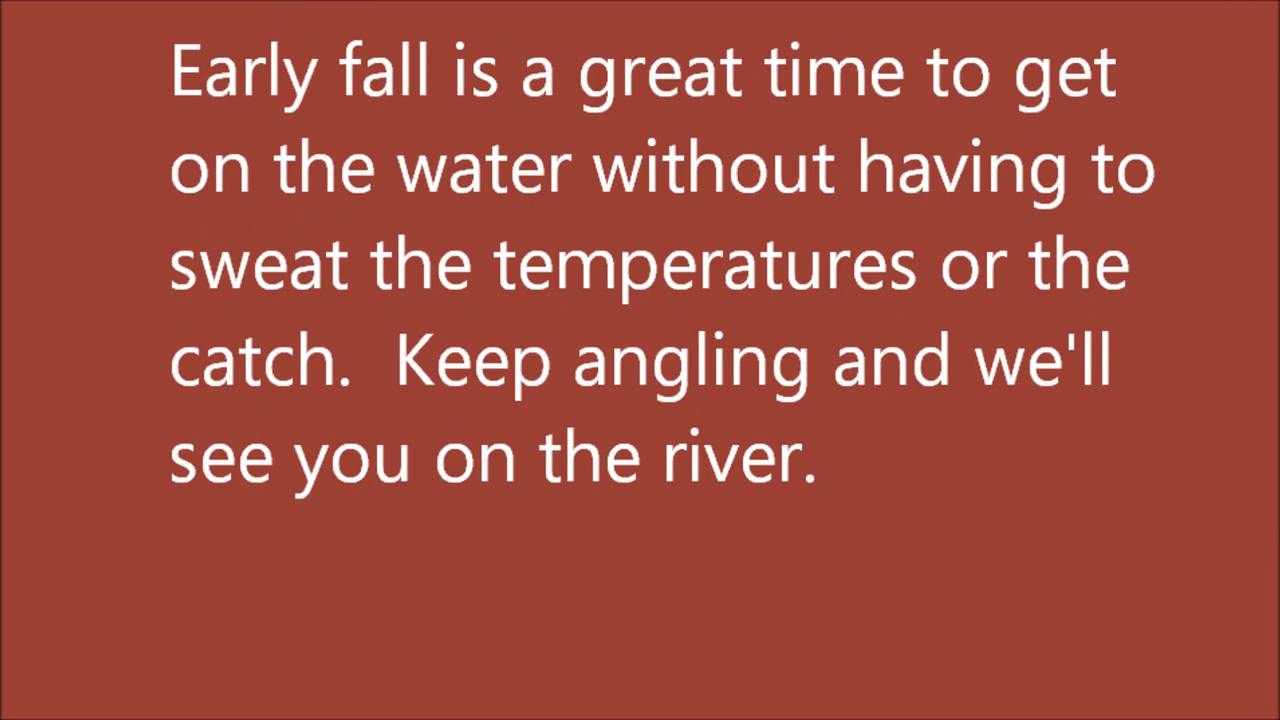 Early fall is a great time to get
on the water without having to
sweat the temperatures or the
catch.  Keep angling and we'll
see you on the river.